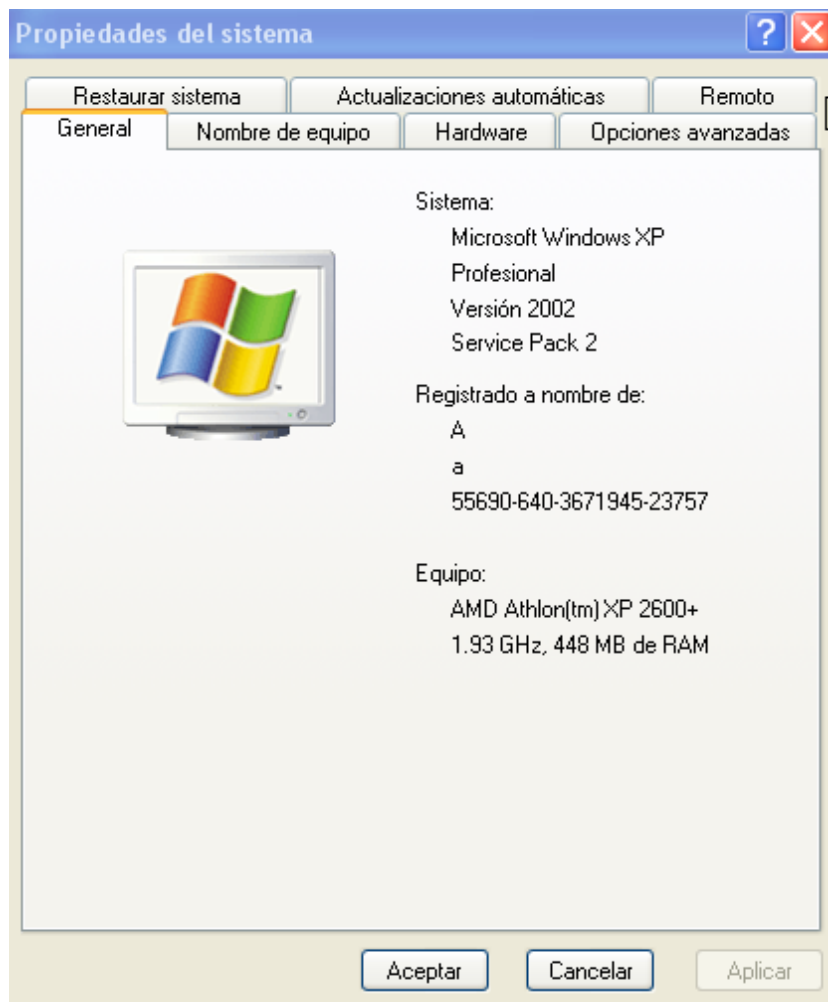 Propiedades del sistema
Restaurar sistema Actualizaciones automáticas Remoto
General Nombre de equipo Hardware Opciones avanzadas
Sistema:
Microsoft Windows XP
Profesional
Versión 2002
Service Pack 2
Registrado a nombre de:
A
a
55690-640-3671945-23757
Equipo:
AMD Athlon(tm) XP 2600+
1.93 GHz, 448 MB de RAM
Aceptar Cancelar Aplicar